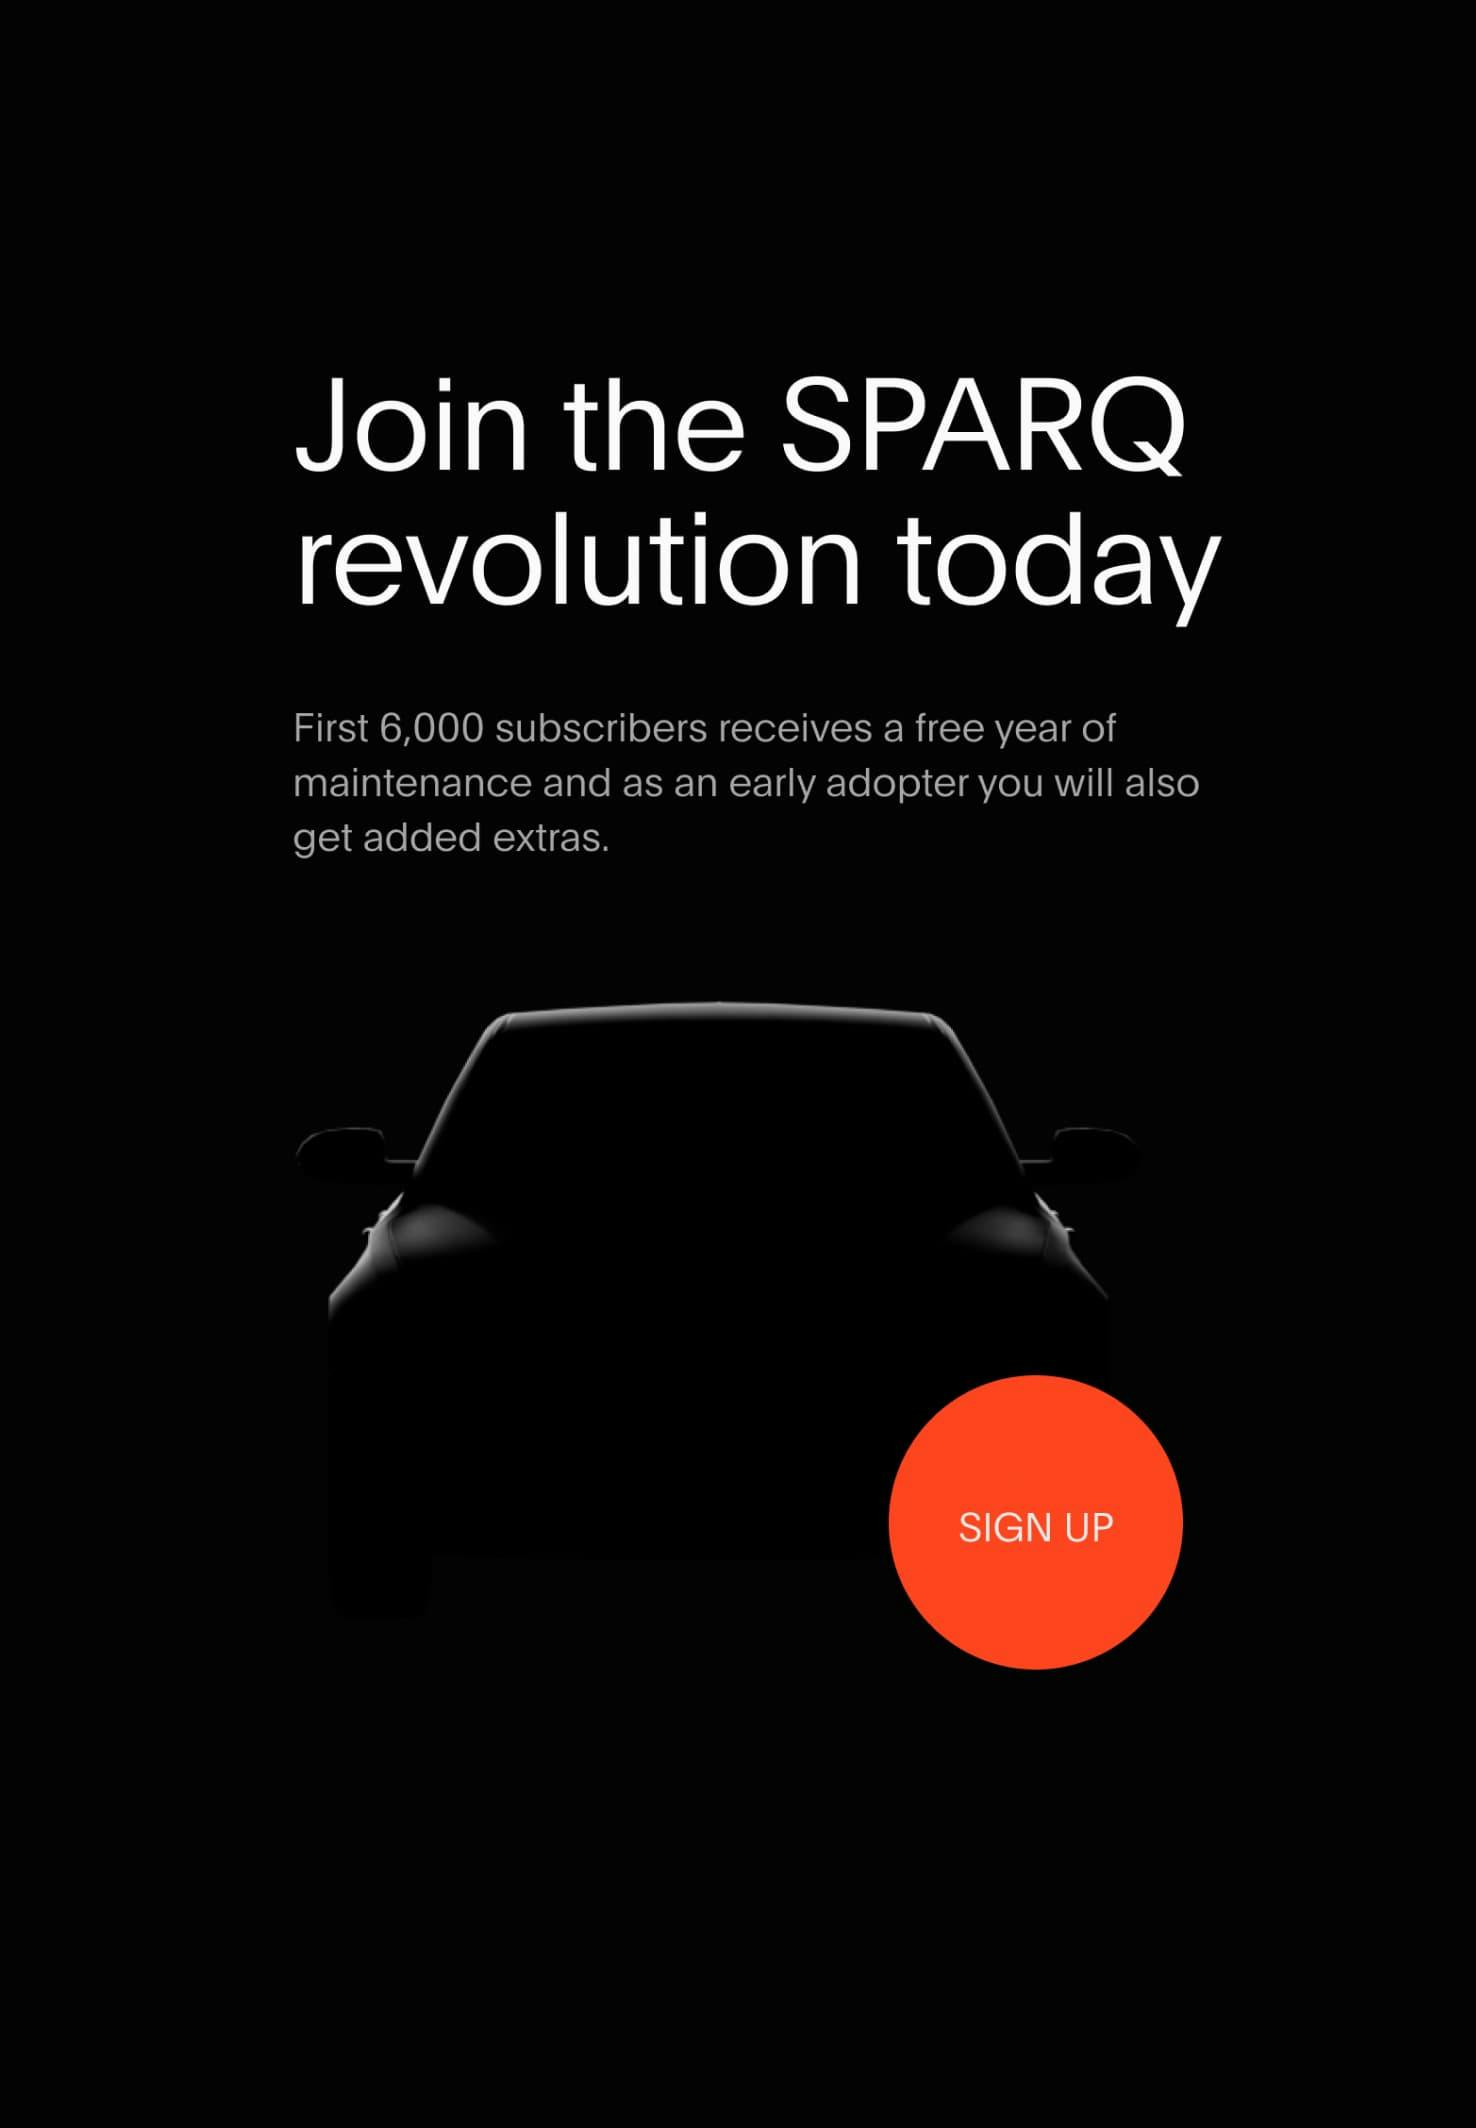 Join the SPARQ
revolution today
First 6,000 subscribers receives a free year of
maintenance and as an early adopter you will also
get added extras.
SIGN UP